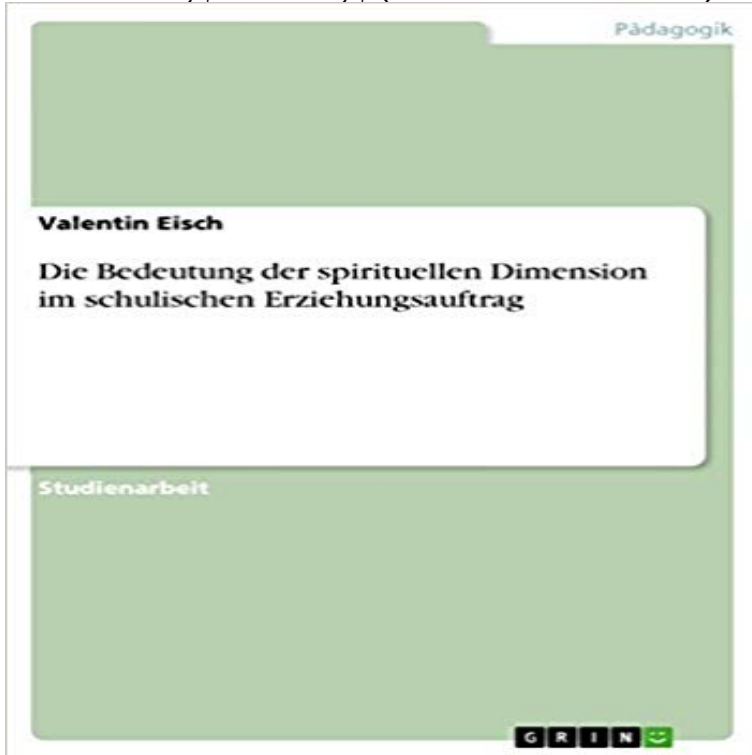 Pädagogik
Valentin Eisch
Die Bedeutung der spirituellen Dimension
im schulischen Erziehungsauftrag
Studienarbeit
GRIN